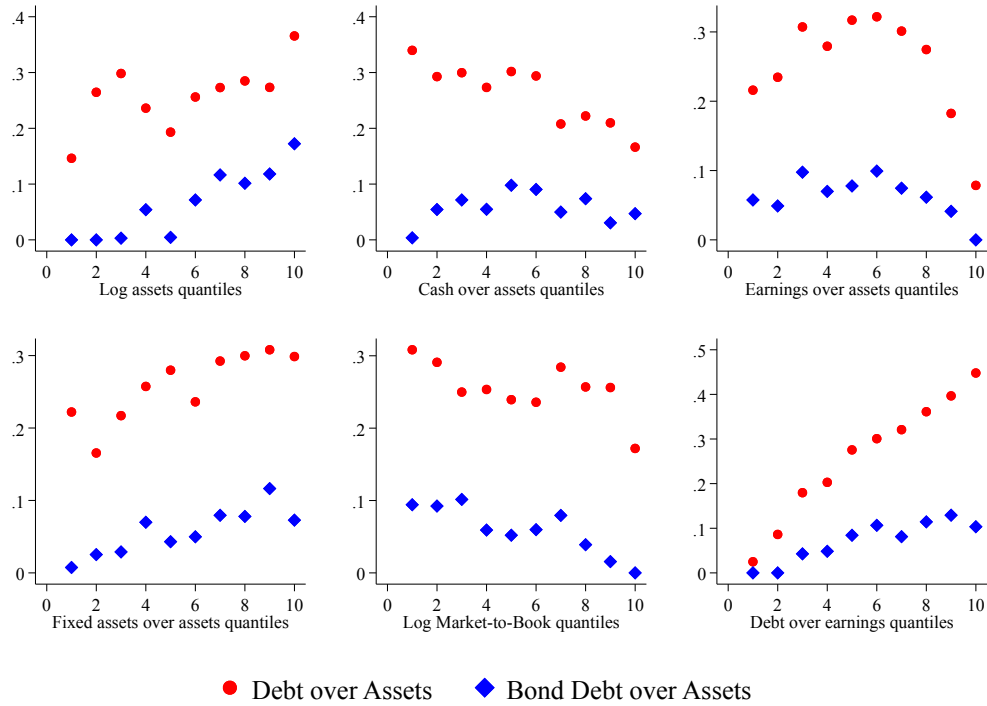 .4
.3
.2
.1
0
0 2 4 6 8 10
Log assets quantiles
.4
.3
.2
.1
0
0 2 4 6 8 10
Cash over assets quantiles
.3
.2
.1
0
0 2 4 6 8 10
Earnings over assets quantiles
.3
.2
.1
0
0 2 4 6 8 10
Fixed assets over assets quantiles
.3
.2
.1
0
0 2 4 6 8 10
Log Market-to-Book quantiles
.5
.4
.3
.2
.1
0
0 2 4 6 8 10
Debt over earnings quantiles
Debt over Assets Bond Debt over Assets